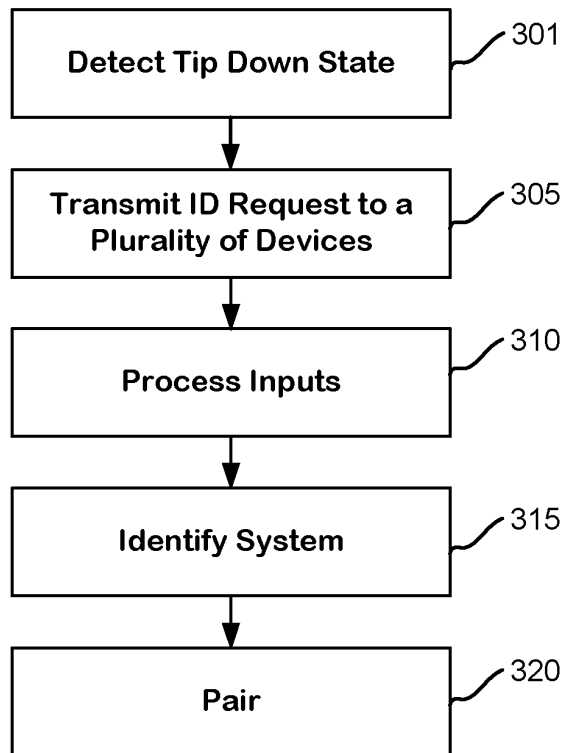 Detect Tip Down State
301
Transmit ID Request to a
Plurality of Devices
305
Process Inputs
310
Identify System
315
Pair
320